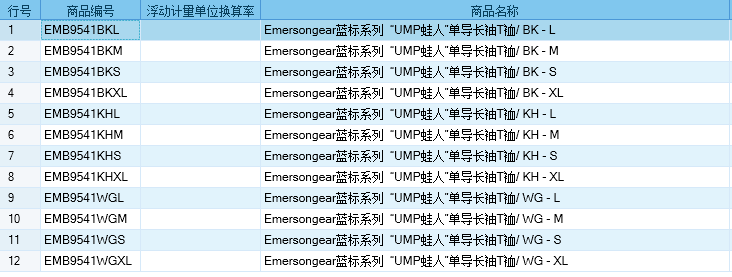 行号 商品编号 浮动计量单位换算率 商品名称
1 EMB9541BKL Emersongear蓝标系列 "UMP蛙人"单导长袖T恤/ BK - L
2 EMB9541BKM Emersongear蓝标系列 "UMP蛙人"单导长袖T恤/ BK - M
3 EMB9541BKS Emersongear蓝标系列 "UMP蛙人"单导长袖T恤/ BK - S
4 EMB9541BKXL Emersongear蓝标系列 "UMP蛙人"单导长袖T恤/ BK - XL
5 EMB9541KHL Emersongear蓝标系列 "UMP蛙人"单导长袖T恤/ KH - L
6 EMB9541KHM Emersongear蓝标系列 "UMP蛙人"单导长袖T恤/ KH - M
7 EMB9541KHS Emersongear蓝标系列 "UMP蛙人"单导长袖T恤/ KH - S
8 EMB9541KHXL Emersongear蓝标系列 "UMP蛙人"单导长袖T恤/ KH - XL
9 EMB9541WGL Emersongear蓝标系列 "UMP蛙人"单导长袖T恤/ WG - L
10 EMB9541WGM Emersongear蓝标系列 "UMP蛙人"单导长袖T恤/ WG - M
11 EMB9541WGS Emersongear蓝标系列 "UMP蛙人"单导长袖T恤/ WG - S
12 EMB9541WGXL Emersongear蓝标系列 "UMP蛙人"单导长袖T恤/ WG - XL